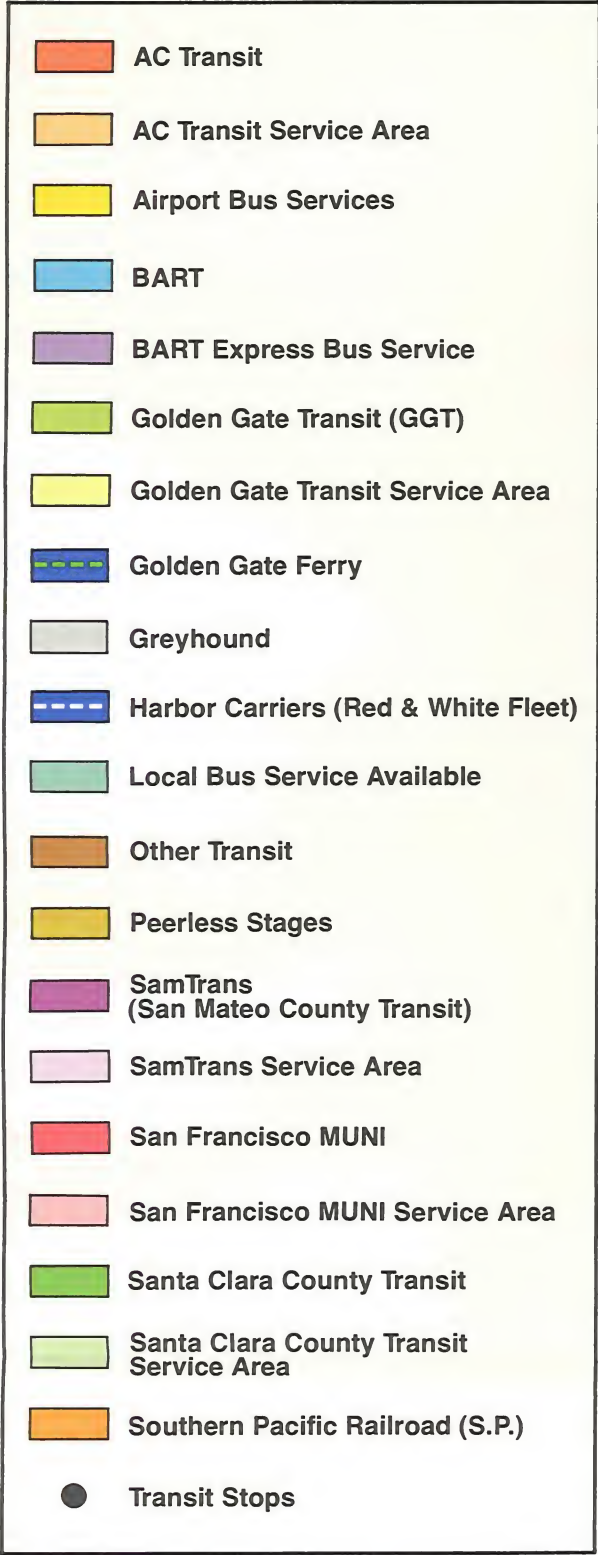 AC Transit
AC Transit Service Area
Airport Bus Services
BART
BART Express Bus Service
Golden Gate Transit (GGT)
Golden Gate Transit Service Area
Golden Gate Ferry
Greyhound
Harbor Carriers (Red & White Fleet)
Local Bus Service Available
Other Transit
Peerless Stages
SamTrans
(San Mateo County Transit)
SamTrans Service Area
San Francisco MUNI
San Francisco MUNI Service Area
Santa Clara County Transit
Santa Clara County Transit
Service Area
Southern Pacific Railroad (S.P.)
Transit Stops